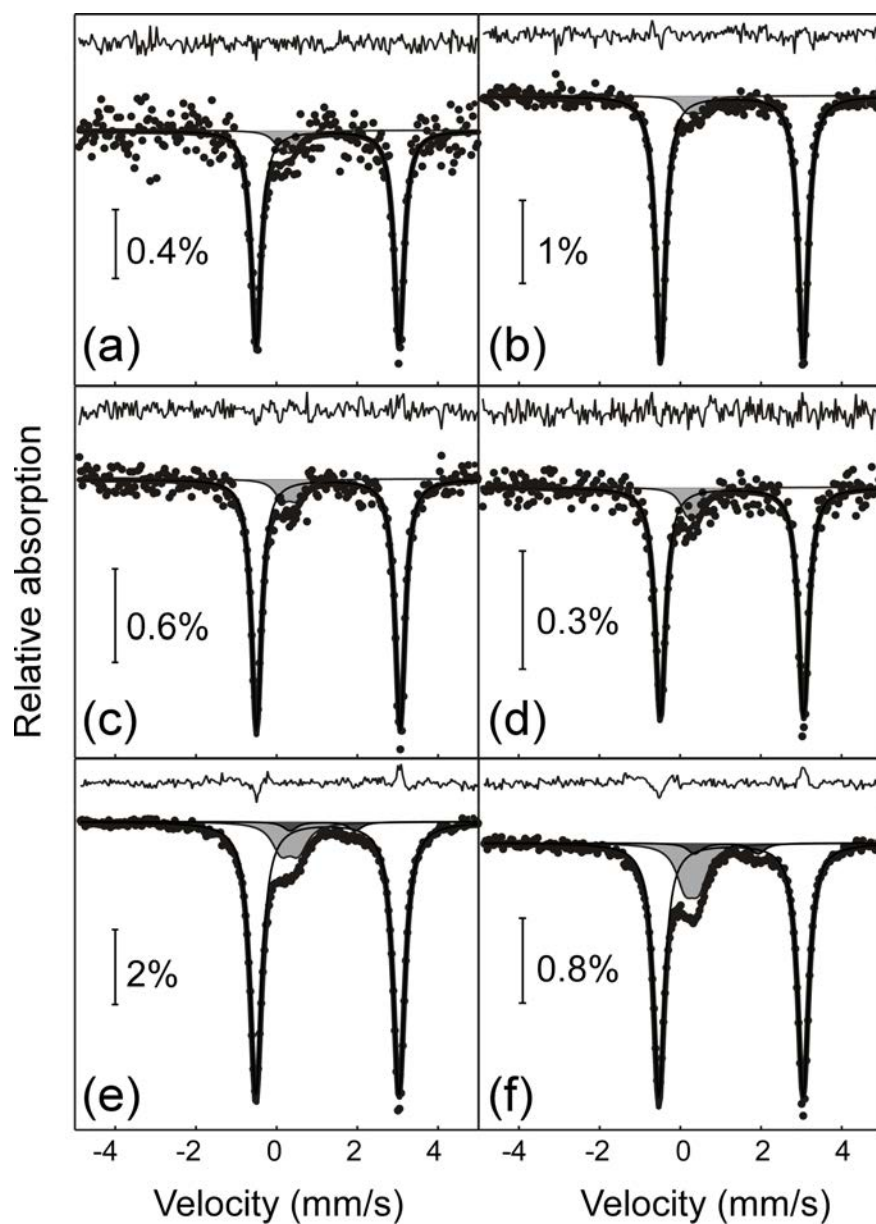 Relative absorption
0.4%
(a)
1%
(b)
0.6%
(c)
0.3%
(d)
2%
(e)
0.8%
(f)
-4 -2 0 2 4 -4 -2 0 2 4
Velocity (mm/s) Velocity (mm/s)